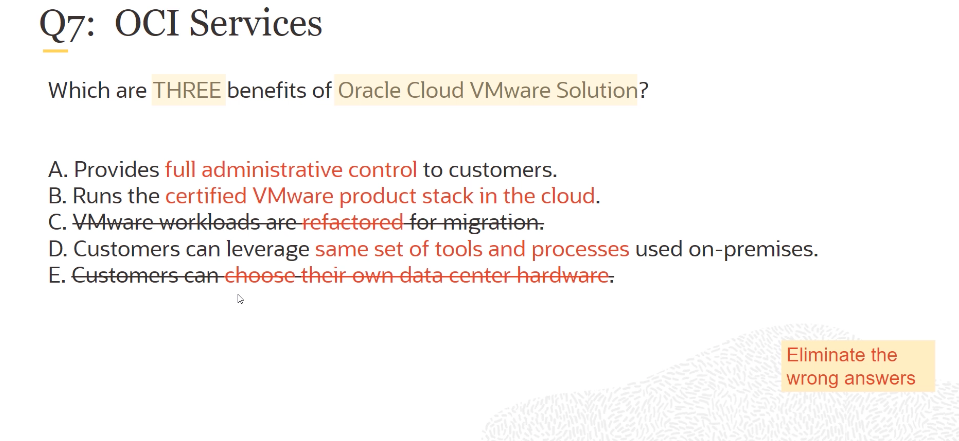 Q7: OCI Services
Which are THREE benefits of Oracle Cloud VMware Solution?
A. Provides full administrative control to customers.
B. Runs the certified VMware product stack in the cloud.
C. VMware workloads are refactored for migration.
D. Customers can leverage same set of tools and processes used on-premises.
E. Customers can choose their own data center hardware.
Eliminate the
wrong answers